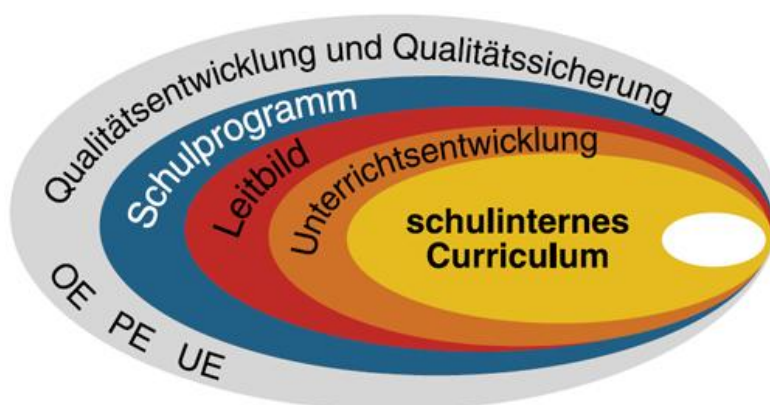 Qualitätsentwicklung und Qualitätssicherung
Schulprogramm
Leitbild
Unterrichtsentwicklung
schulinternes
Curriculum
OE PE UE